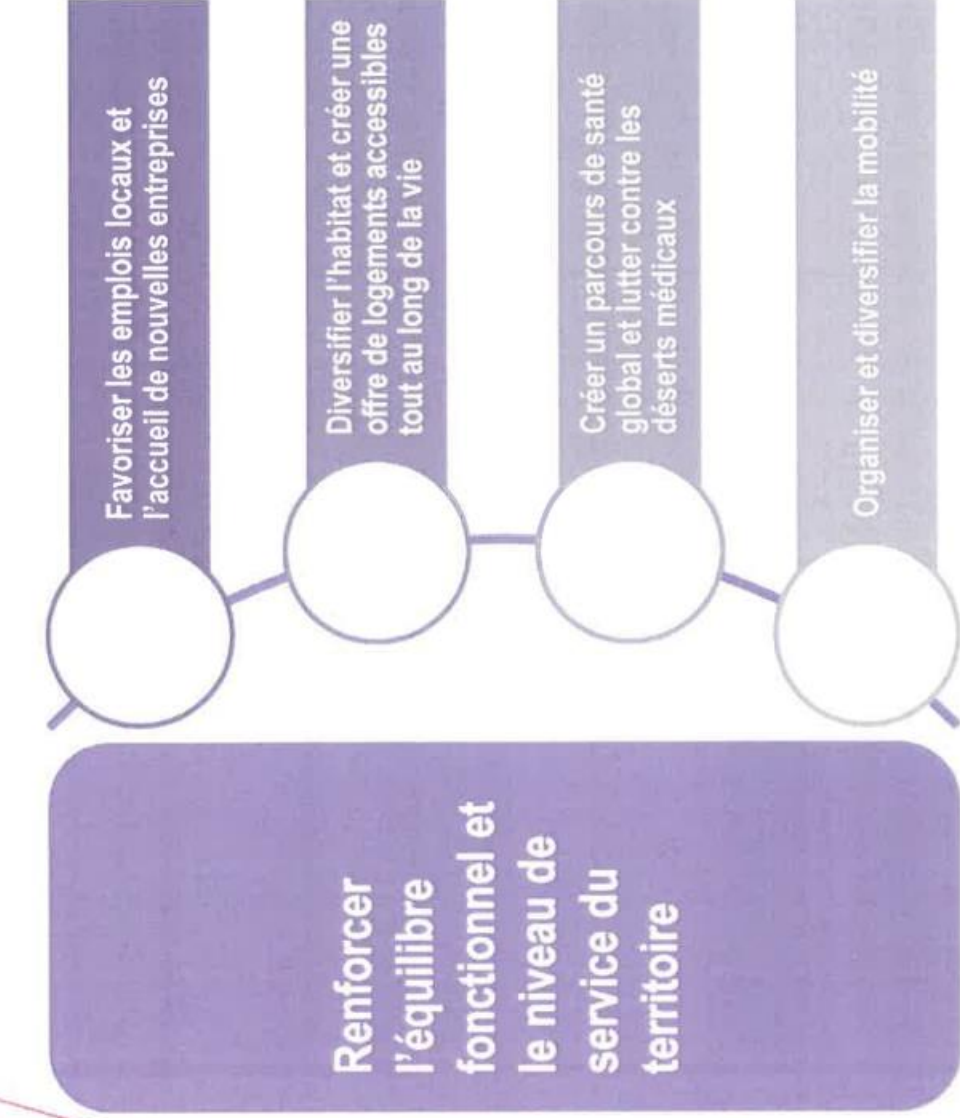 Renforcer
l'équilibre
fonctionnel et
le niveau de
service du
territoire
Favoriser les emplois locaux et
l'accueil de nouvelles entreprises
Diversifier l'habitat et créer une
offre de logements accessibles
tout au long de la vie
Créer un parcours de santé
global et lutter contre les
déserts médicaux
Organiser et diversifier la mobilité